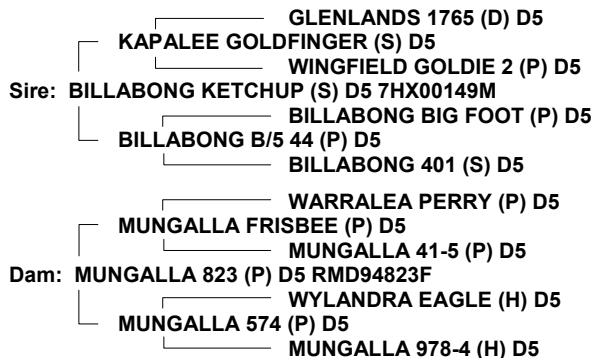 GLENLANDS 1765 (D) D5
KAPALEE GOLDFINGER (S) D5
WINGFIELD GOLDIE 2 (P) D5
Sire: BILLABONG KETCHUP (S) D5 7HX00149M
BILLABONG BIG FOOT (P) D5
BILLABONG B/5 44 (P) D5
BILLABONG 401 (S) D5
WARRALEA PERRY (P) D5
MUNGALLA FRISBEE (P) D5
MUNGALLA 41-5 (P) D5
Dam: MUNGALLA 823 (P) D5 RMD94823F
WYLANDRA EAGLE (H) D5
MUNGALLA 574 (P) D5
MUNGALLA 978-4 (H) D5